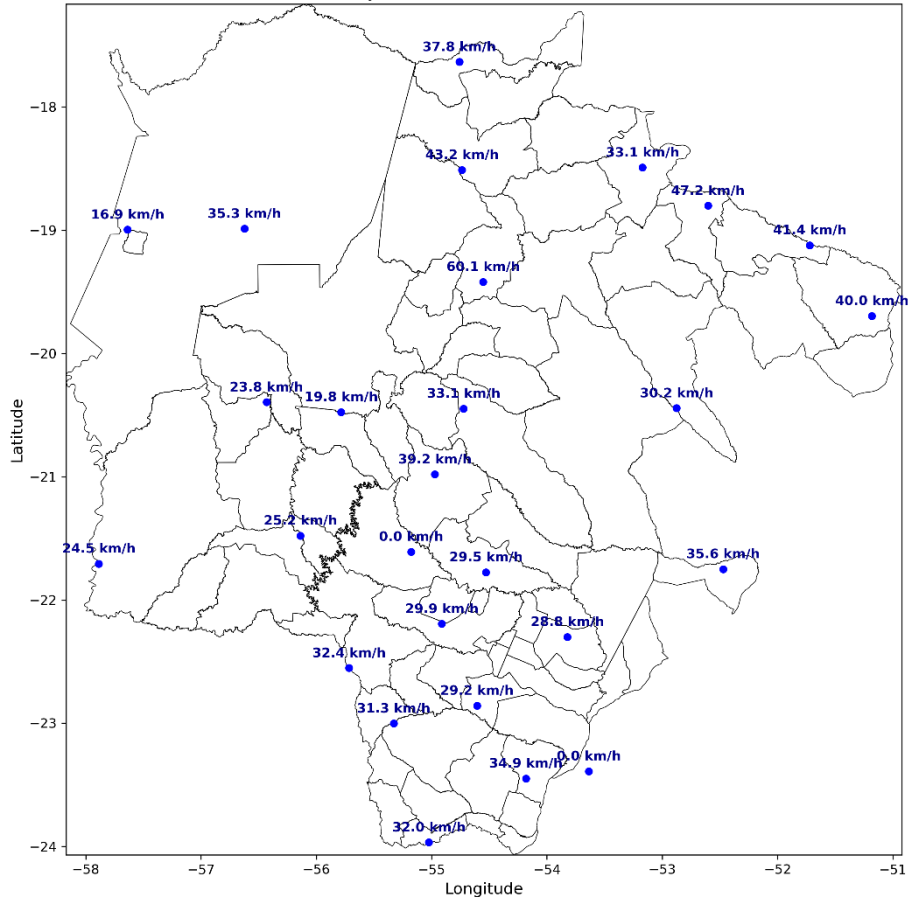 37.8 km/h
−18
43.2 km/h
33.1 km/h
47.2 km/h
16.9 km/h
35.3 km/h
−19
41.4 km/h
60.1 km/h
40.0 km/h
−20
23.8 km/h
19.8 km/h
33.1 km/h
30.2 km/h
Latitude
−21
39.2 km/h
25.2 km/h
24.5 km/h
0.0 km/h
29.5 km/h
35.6 km/h
−22
29.9 km/h
28.8 km/h
32.4 km/h
29.2 km/h
31.3 km/h
−23
34.9 km/h
0.0 km/h
32.0 km/h
−24
−58
−57
−56
−55
−54
−53
−52
−51
Longitude